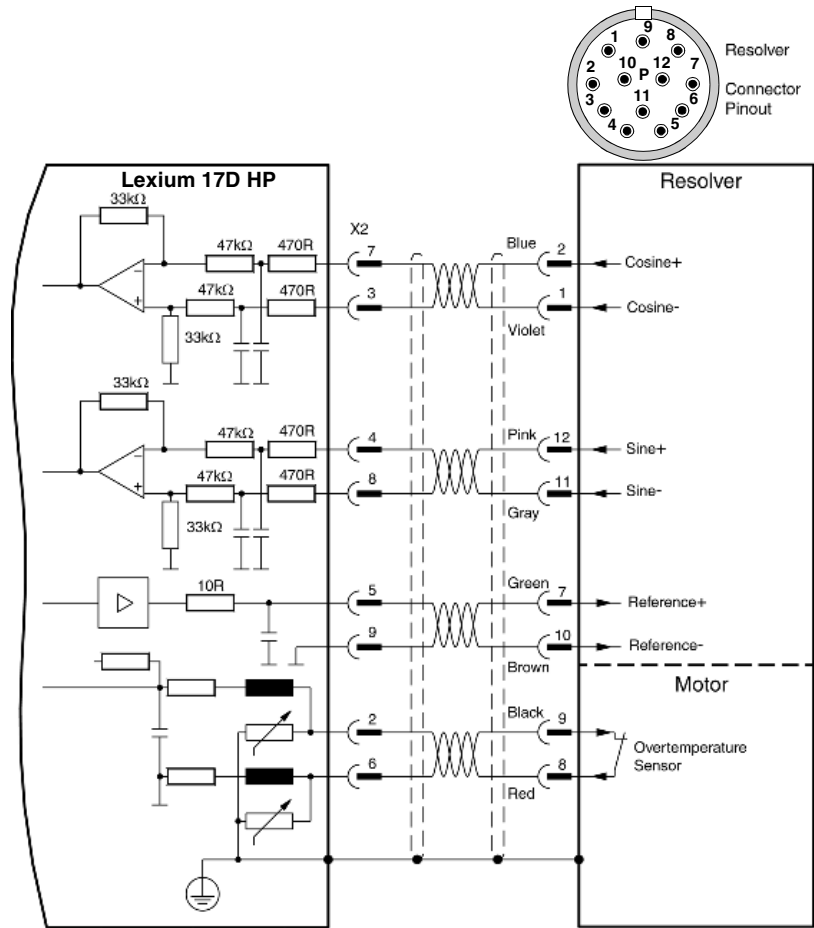 9
1 8
10 12
2 P 7
3 11 6
4 5
Resolver
Connector
Pinout
Lexium 17D HP
Resolver
33kΩ
47kΩ 470R
X2
7
Blue
2
Cosine+
47kΩ 470R
3
1
Cosine-
Violet
33kΩ
33kΩ
47kΩ 470R
4
Pink
12
Sine+
47kΩ 470R
8
11
Sine-
Gray
33kΩ
10R
5
Green
7
Reference+
9
10
Reference-
Brown
Motor
2
Black
9
Overtemperature
Sensor
6
8
Red
- + - +